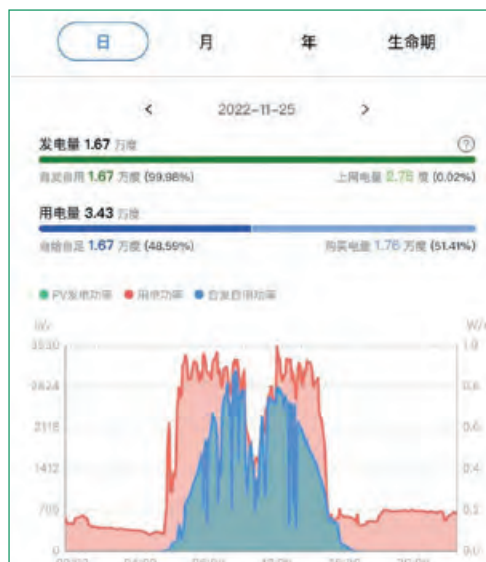 日 月 年 生命期
< 2022-11-25 >
发电量 1.67 万度 ?
自发自用 1.67 万度 (99.98%) 上网电量 2.76 度 (0.02%)
用电量 3.43 万度
自给自足 1.67 万度 (48.59%) 购买电量 1.76 万度 (51.41%)
PV发电功率 用电功率 自发自用功率
3530 1.0
2824 0.8
2118 0.6
1412 0.4
706 0.2
0 0.0